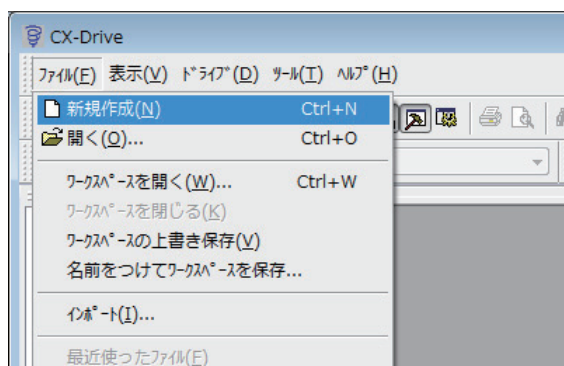 CX-Drive
ﾌｧｲﾙ(F) 表示(V) ﾄﾞﾗｲﾌﾞ(D) ﾂｰﾙ(T) ﾍﾙﾌﾟ(H)
新規作成(N) Ctrl+N
開く(O)... Ctrl+O
ﾜｰｸｽﾍﾟｰｽを開く(W)... Ctrl+W
ﾜｰｸｽﾍﾟｰｽを閉じる(K)
ﾜｰｸｽﾍﾟｰｽの上書き保存(V)
名前をつけてﾜｰｸｽﾍﾟｰｽを保存...
ｲﾝﾎﾟｰﾄ(I)...
最近使ったﾌｧｲﾙ(F)